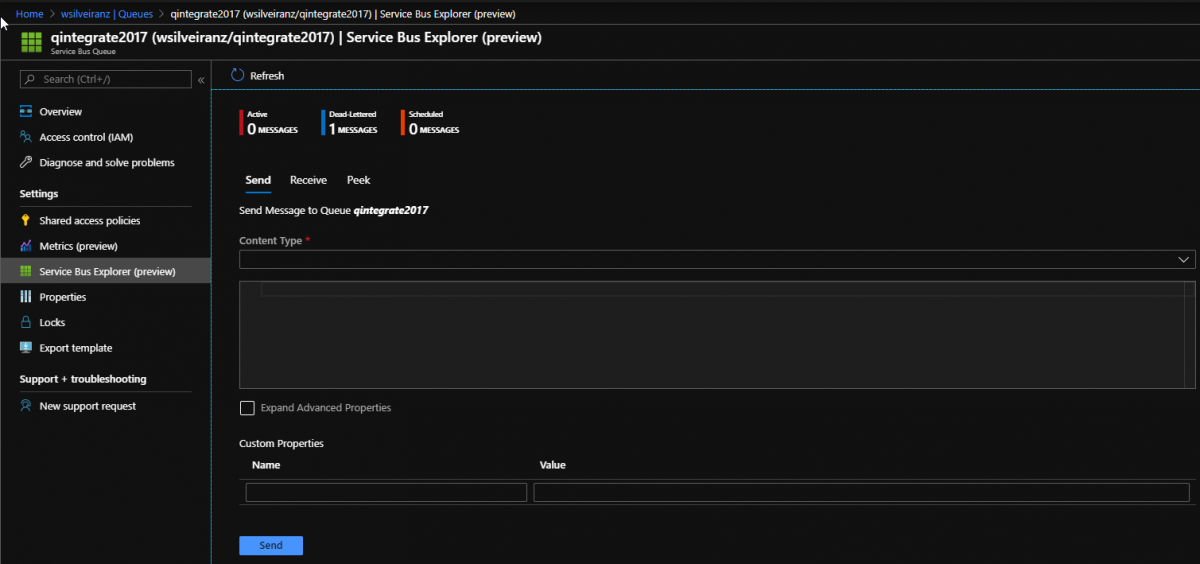 Home > wsilveiranz | Queues > qintegrate2017 (wsilveiranz/qintegrate2017) | Service Bus Explorer (preview)
qintegrate2017 (wsilveiranz/qintegrate2017) | Service Bus Explorer (preview)
Service Bus Queue
Search (Ctrl+/)
«
Overview
Access control (IAM)
Diagnose and solve problems
Settings
Shared access policies
Metrics (preview)
Service Bus Explorer (preview)
Properties
Locks
Export template
Support + troubleshooting
New support request
Refresh
Active Dead-Lettered Scheduled
0 MESSAGES 1 MESSAGES 0 MESSAGES
Send Receive Peek
Send Message to Queue qintegrate2017
Content Type *
Expand Advanced Properties
Custom Properties
Name Value
Send